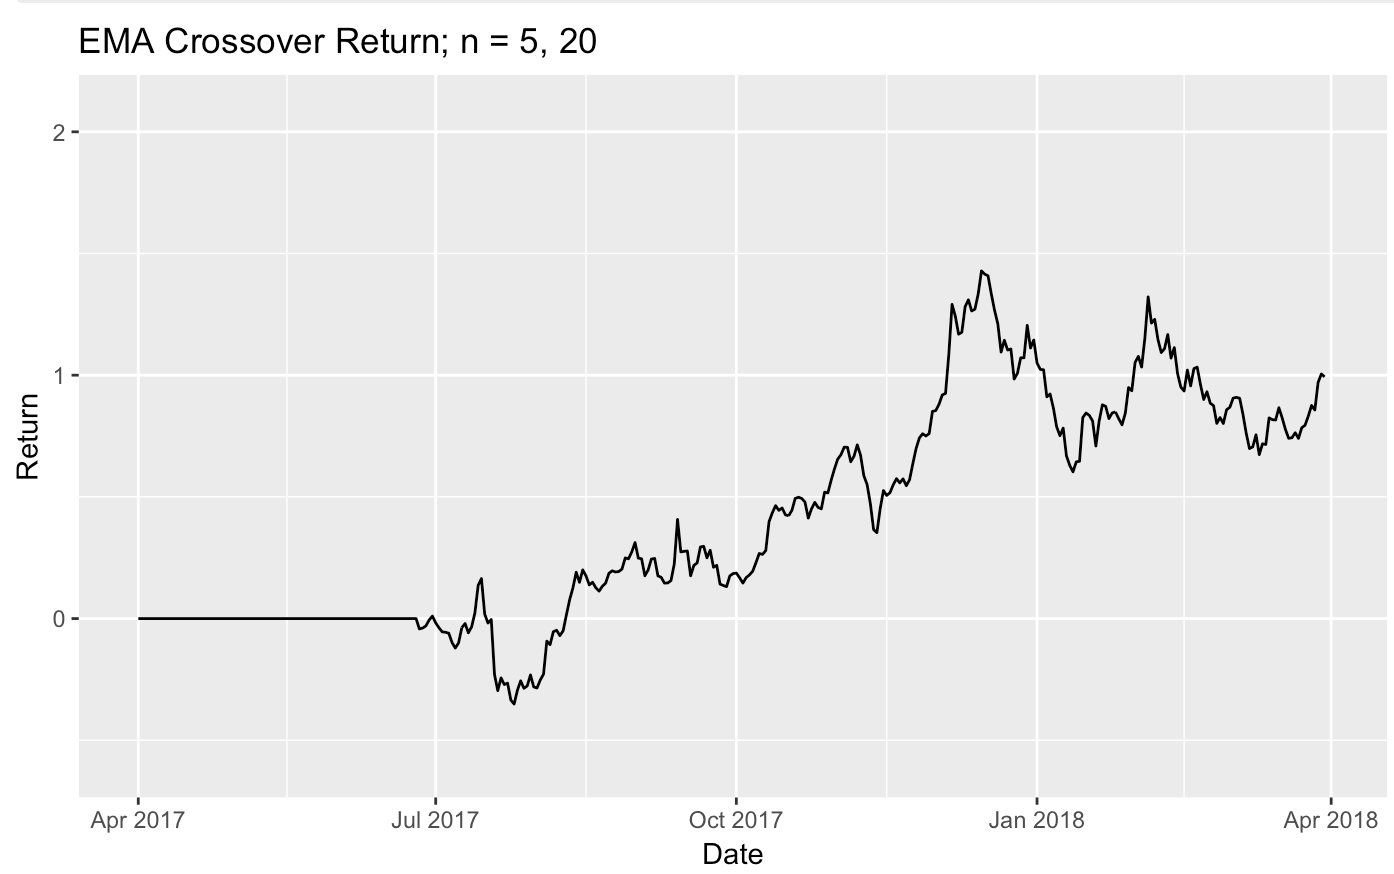 EMA Crossover Return; n = 5, 20
2
1
0
Return
Apr 2017
Jul 2017
Oct 2017
Jan 2018
Apr 2018
Date